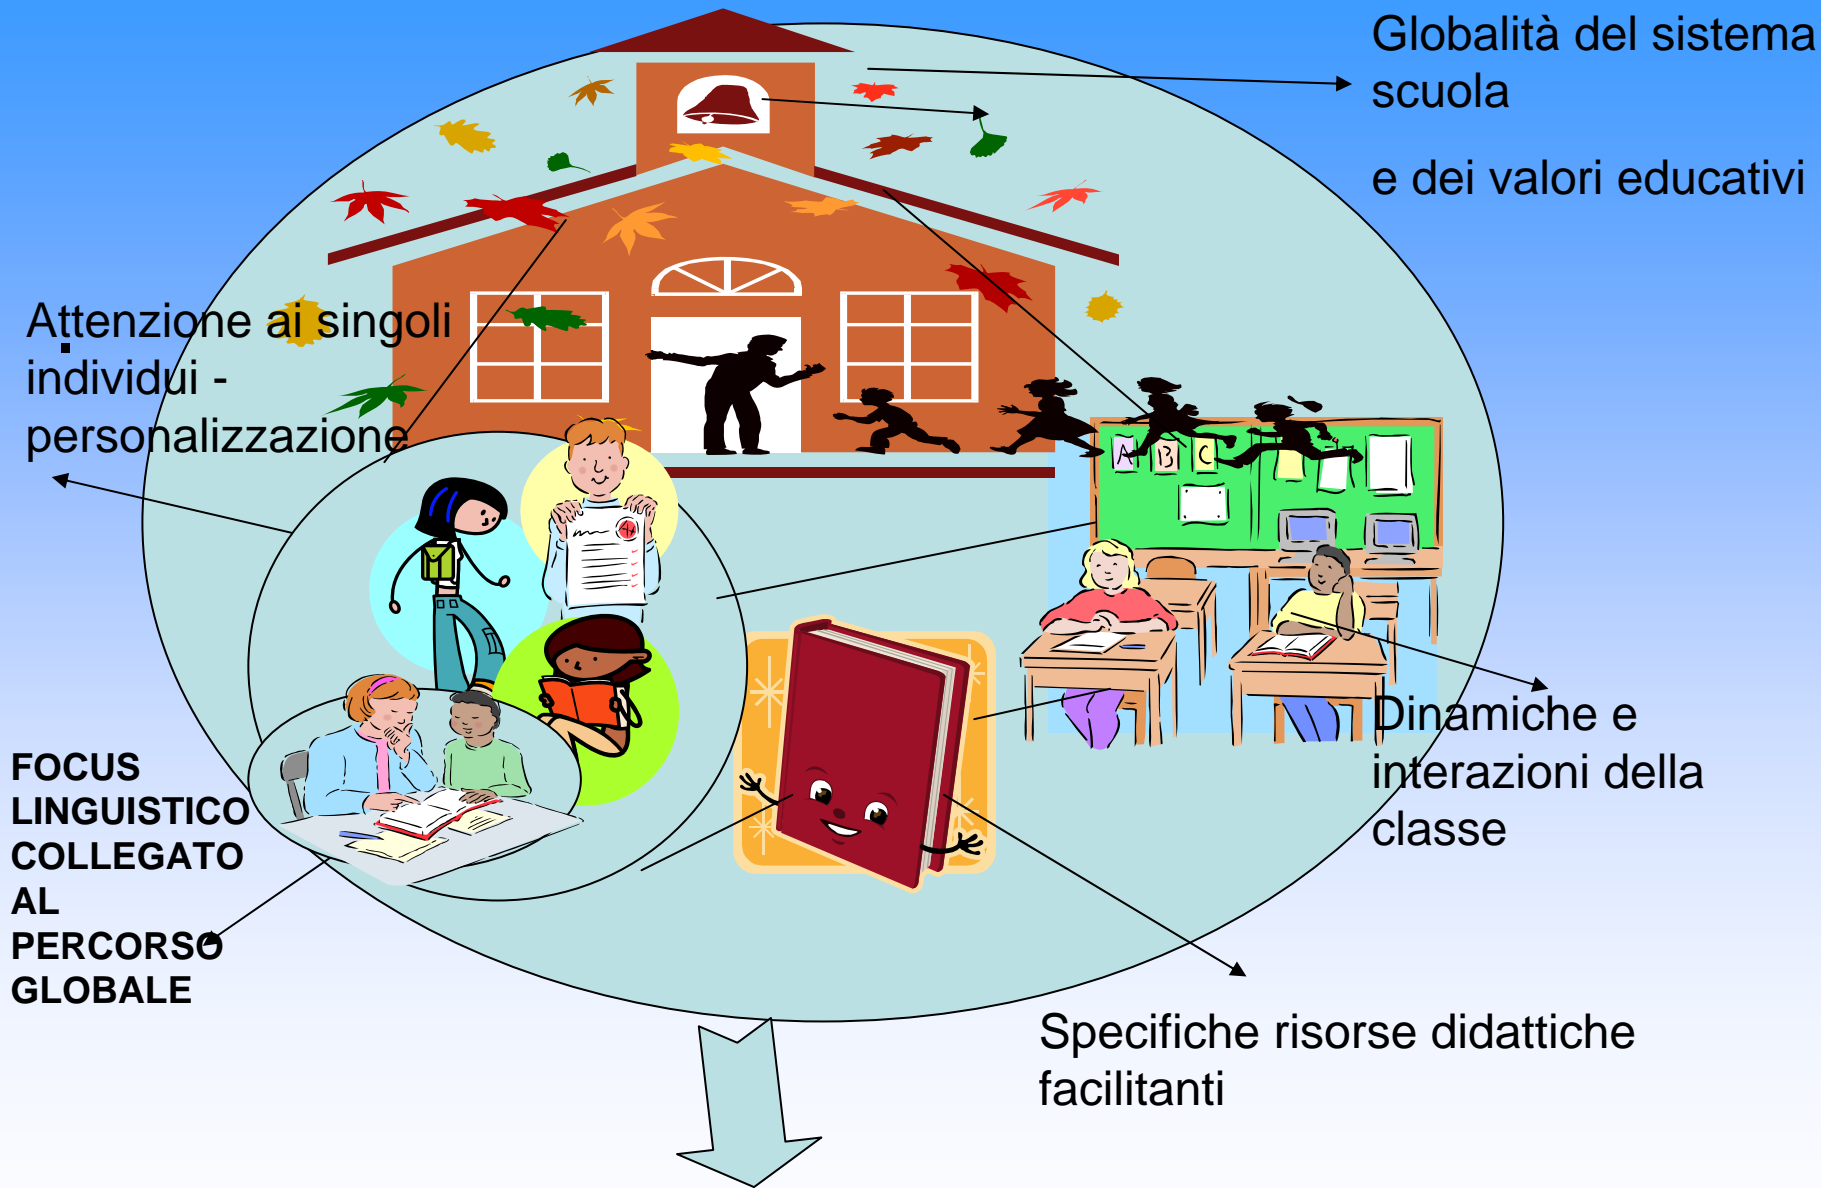 Globalità del sistema
scuola
e dei valori educativi
Attenzione ai singoli
individui -
personalizzazione
A B C
FOCUS
LINGUISTICO
COLLEGATO
AL
PERCORSO
GLOBALE
Dinamiche e
interazioni della
classe
Specifiche risorse didattiche
facilitanti